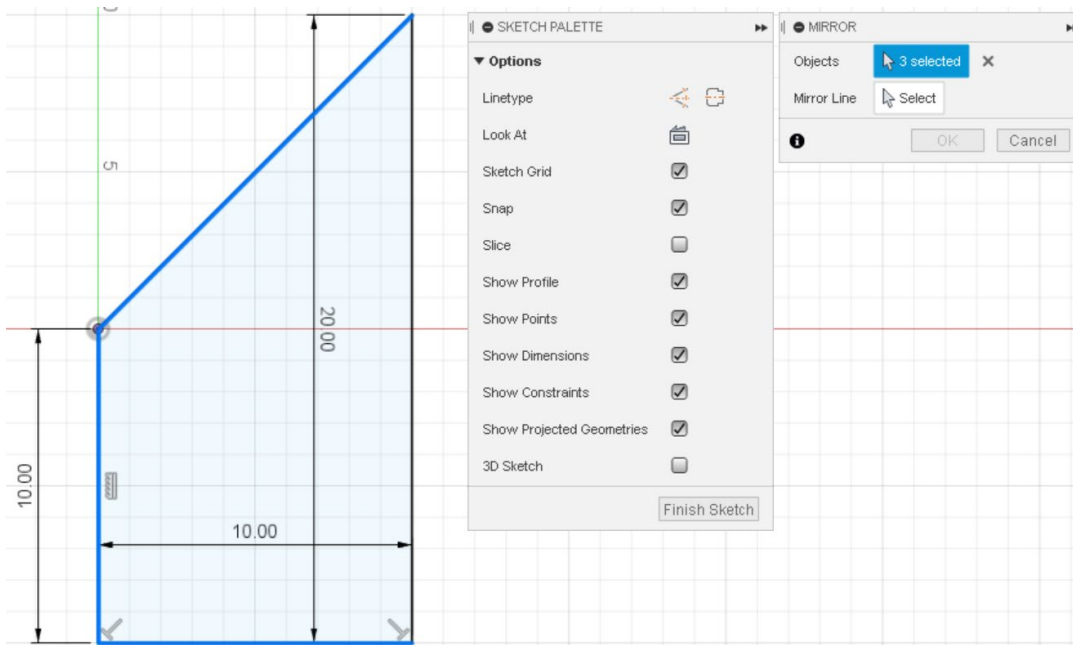 SKETCH PALETTE
Options
Linetype
Look At
Sketch Grid
Snap
Slice
Show Profile
Show Points
Show Dimensions
Show Constraints
Show Projected Geometries
3D Sketch
Finish Sketch
MIRROR
Objects
3 selected
Mirror Line
Select
OK
Cancel
5
20.00
10.00
10.00